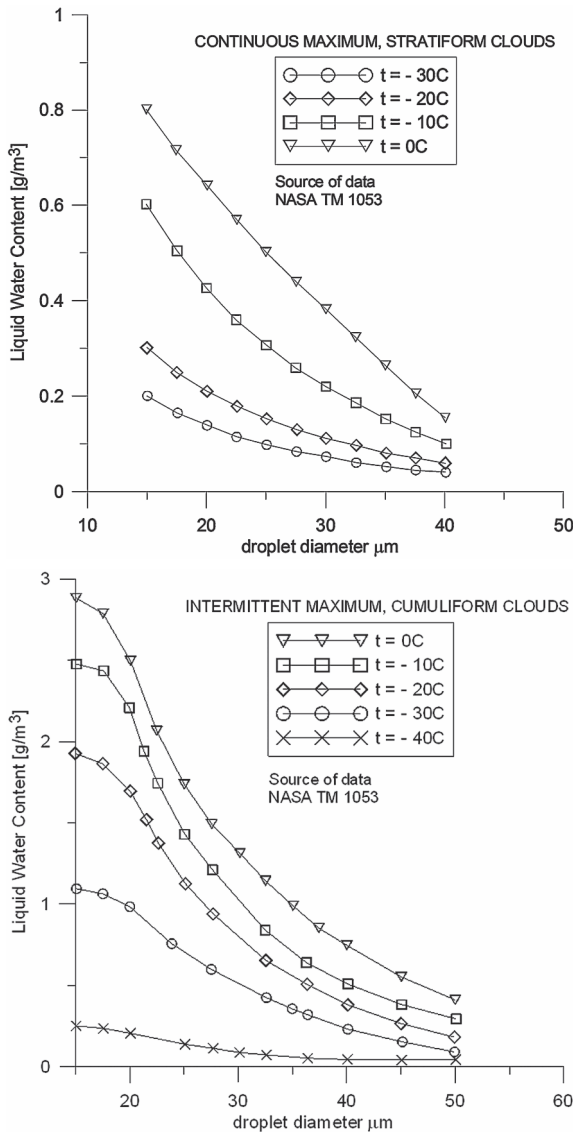 CONTINUOUS MAXIMUM, STRATIFORM CLOUDS
t = - 30C
t = - 20C
t = - 10C
t = 0C
Source of data
NASA TM 1053
Liquid Water Content [g/m³]
1
0.8
0.6
0.4
0.2
0
10 20 30 40 50
droplet diameter μm
INTERMITTENT MAXIMUM, CUMULIFORM CLOUDS
t = 0C
t = - 10C
t = - 20C
t = - 30C
t = - 40C
Source of data
NASA TM 1053
Liquid Water Content [g/m³]
3
2
1
0
20 30 40 50 60
droplet diameter μm